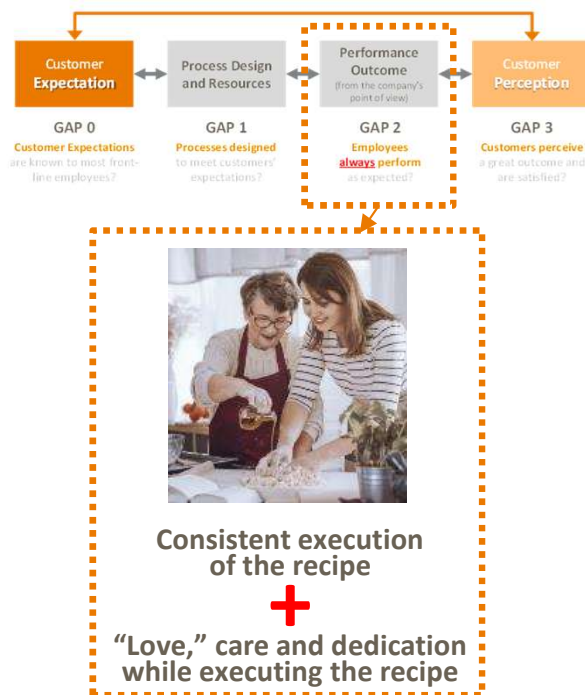 Customer
Expectation
Process Design
and Resources
Performance
Outcome
(from the company's
point of view)
Customer
Perception
GAP 0
Customer Expectations
are known to most front-
line employees?
GAP 1
Processes designed
to meet customers'
expectations?
GAP 2
Employees
always perform
as expected?
GAP 3
Customers perceive
a great outcome and
are satisfied?
Consistent execution
of the recipe
+
“Love,” care and dedication
while executing the recipe